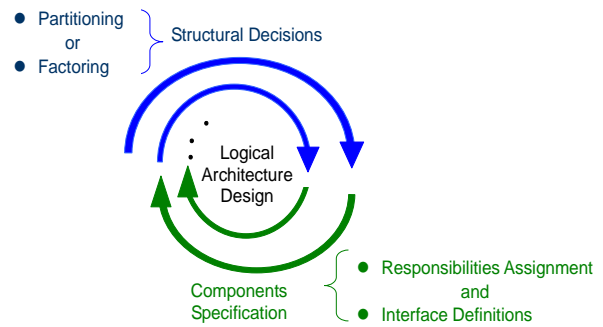 ● Partitioning
or
● Factoring
Structural Decisions
Logical
Architecture
Design
Components
Specification
● Responsibilities Assignment
and
● Interface Definitions